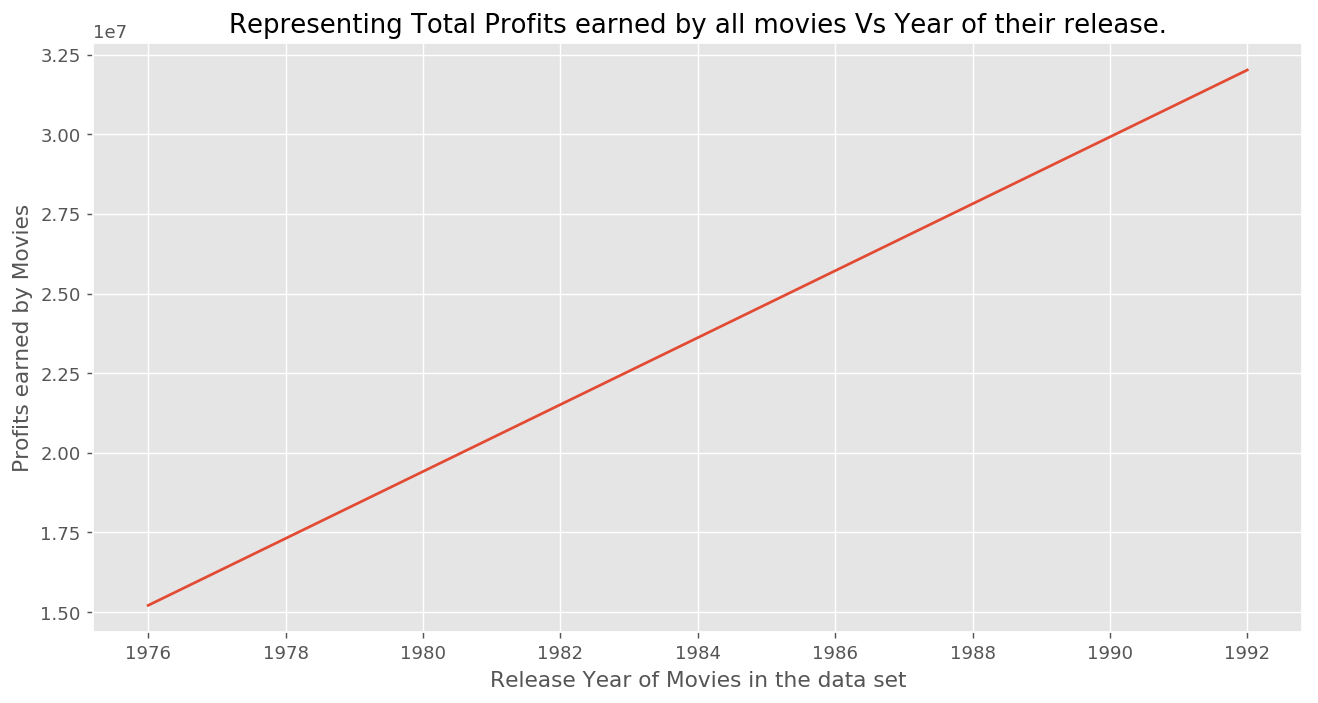 Representing Total Profits earned by all movies Vs Year of their release.
1e7
3.25
3.00
2.75
2.50
2.25
2.00
1.75
1.50
Profits earned by Movies
1976 1978 1980 1982 1984 1986 1988 1990 1992
Release Year of Movies in the data set